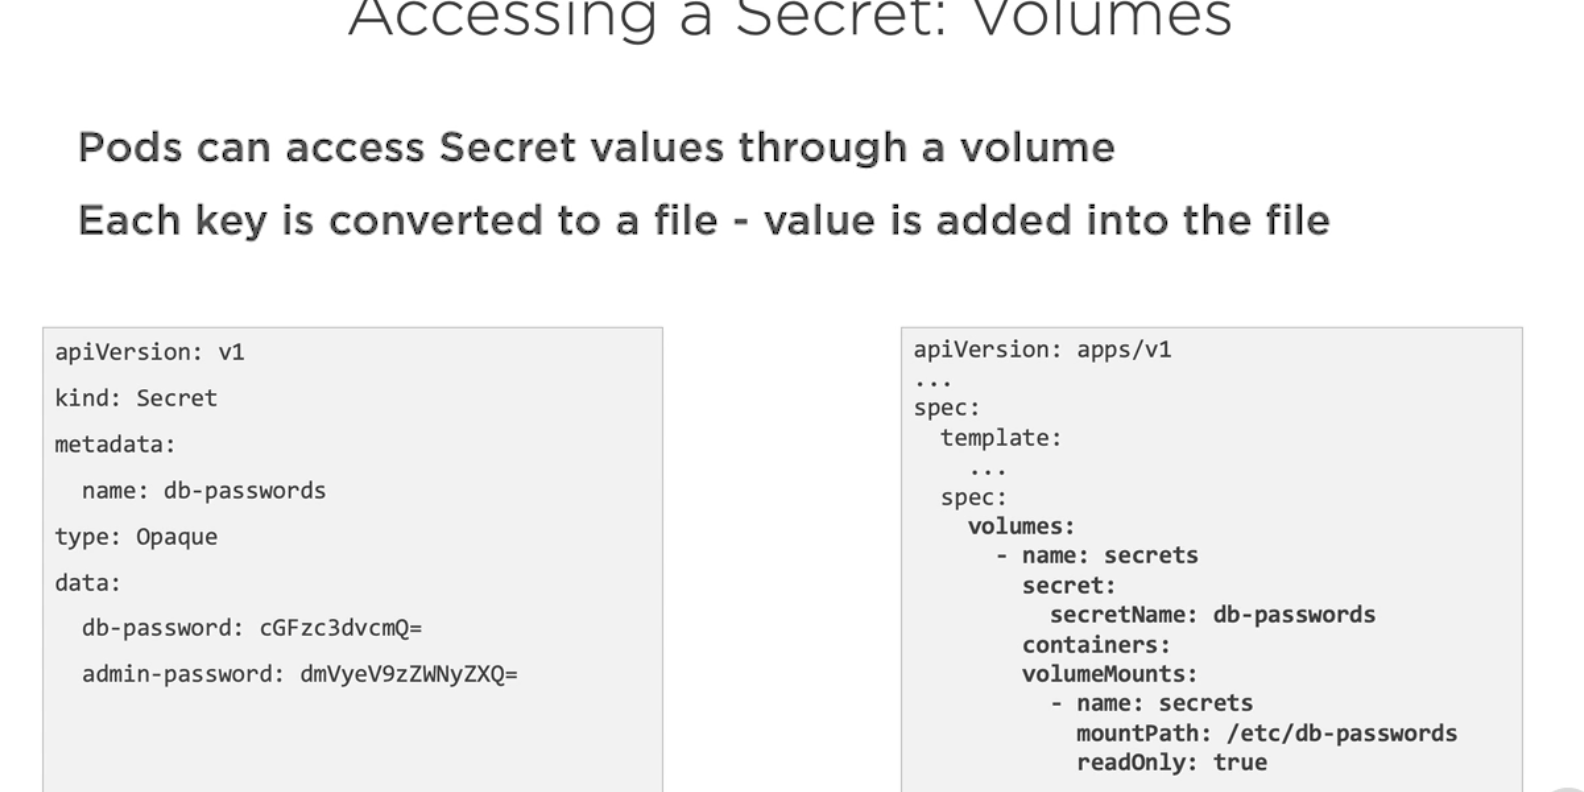 Accessing a Secret: Volumes
Pods can access Secret values through a volume
Each key is converted to a file - value is added into the file
apiVersion: v1
kind: Secret
metadata:
  name: db-passwords
type: Opaque
data:
  db-password: cGFzc3dvcmQ=
  admin-password: dmVyeV9zZWNyZXQ=
apiVersion: apps/v1
...
spec:
  template:
    ...
  spec:
    volumes:
      - name: secrets
        secret:
          secretName: db-passwords
        containers:
        volumeMounts:
          - name: secrets
            mountPath: /etc/db-passwords
            readOnly: true